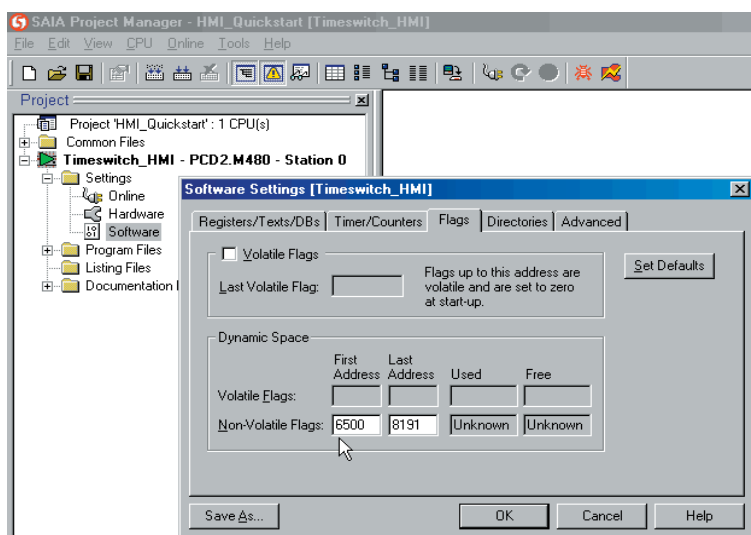 SAIA Project Manager - HMI_Quickstart [Timeswitch_HMI]
File Edit View CPU Online Tools Help
Project
Project 'HMI_Quickstart' : 1 CPU(s)
Common Files
Timeswitch_HMI - PCD2.M480 - Station 0
Settings
Online
Hardware
Software
Program Files
Listing Files
Documentation
Software Settings [Timeswitch_HMI]
Registers/Texts/DBs Timer/Counters Flags Directories Advanced
Volatile Flags
Last Volatile Flag:
Flags up to this address are
volatile and are set to zero
at start-up.
Set Defaults
Dynamic Space
First Address Last Address Used Free
Volatile Flags:
Non-Volatile Flags: 6500 8191 Unknown Unknown
Save As... OK Cancel Help